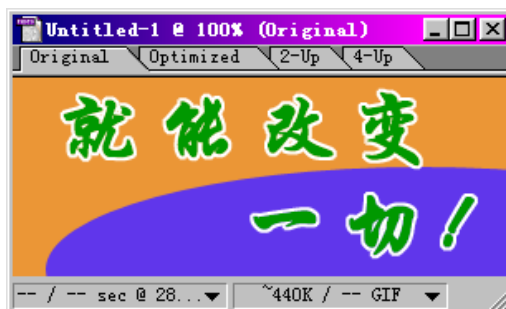 Untitled-1 @ 100% (Original)
Original Optimized 2-Up 4-Up
就能改变
一切！
-- / -- sec @ 28... ~440K / -- GIF